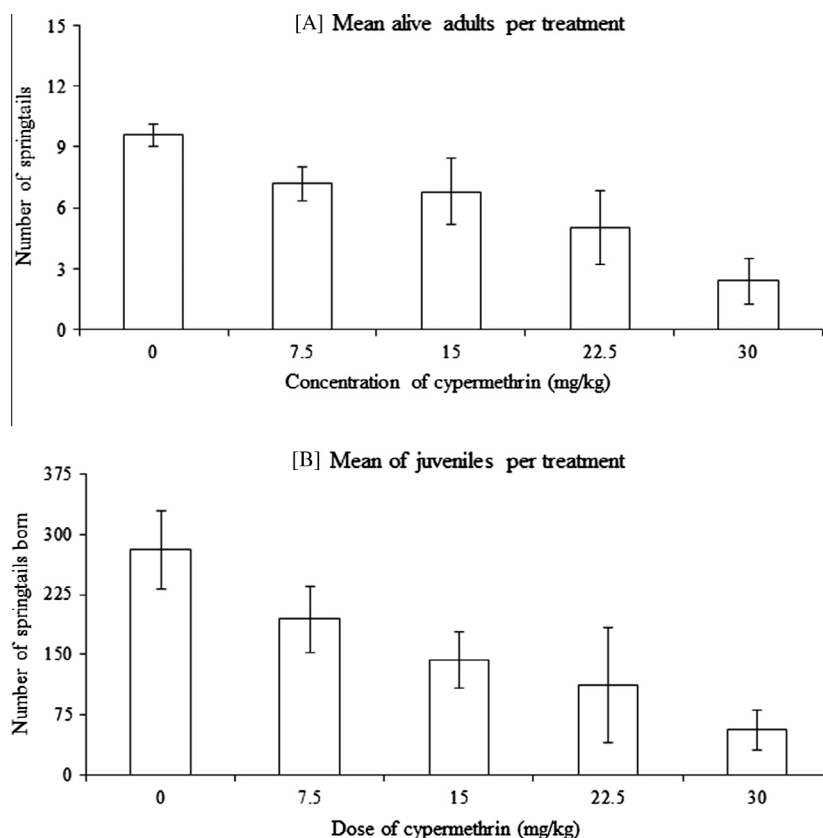 [A] Mean alive adults per treatment
Number of springtails
15
12
9
6
3
0
0 7.5 15 22.5 30
Concentration of cypermethrin (mg/kg)
[B] Mean of juveniles per treatment
Number of springtails born
375
300
225
150
75
0
0 7.5 15 22.5 30
Dose of cypermethrin (mg/kg)